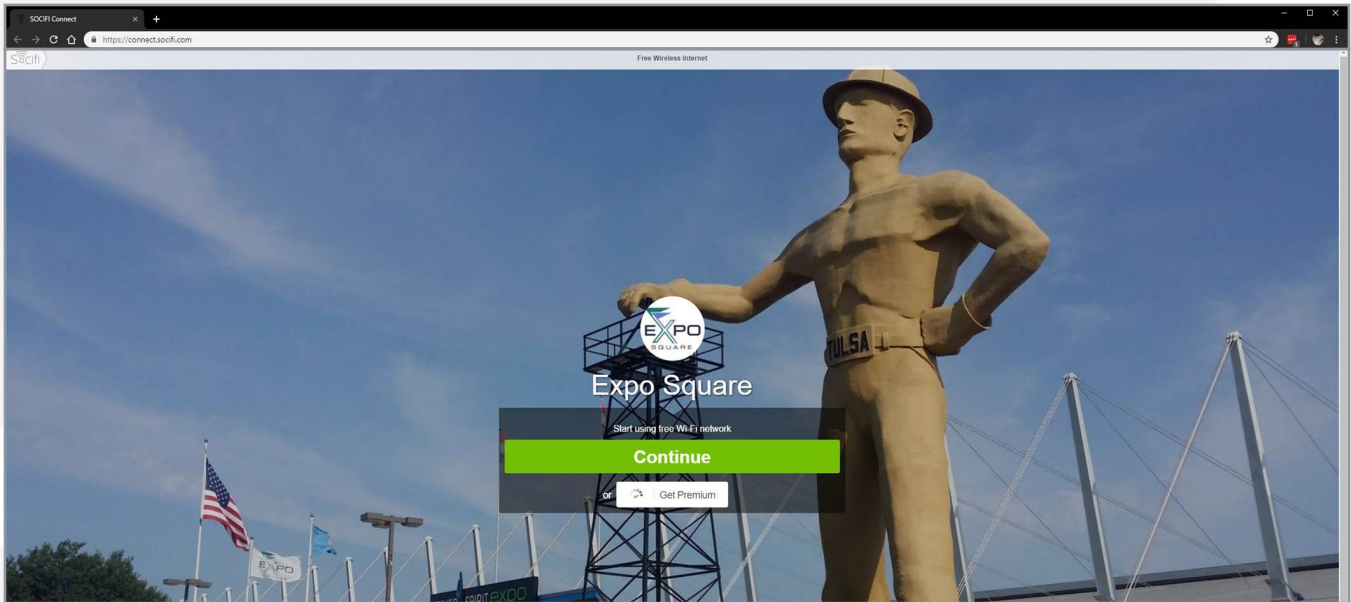 SOCIFI Connect
https://connect.socifi.com
Socifi
Free Wireless Internet
EXPO
SQUARE
TULSA
Expo Square
Start using free Wi-Fi network
Continue
or
Get Premium
EXPO
SPIRIT EXPO